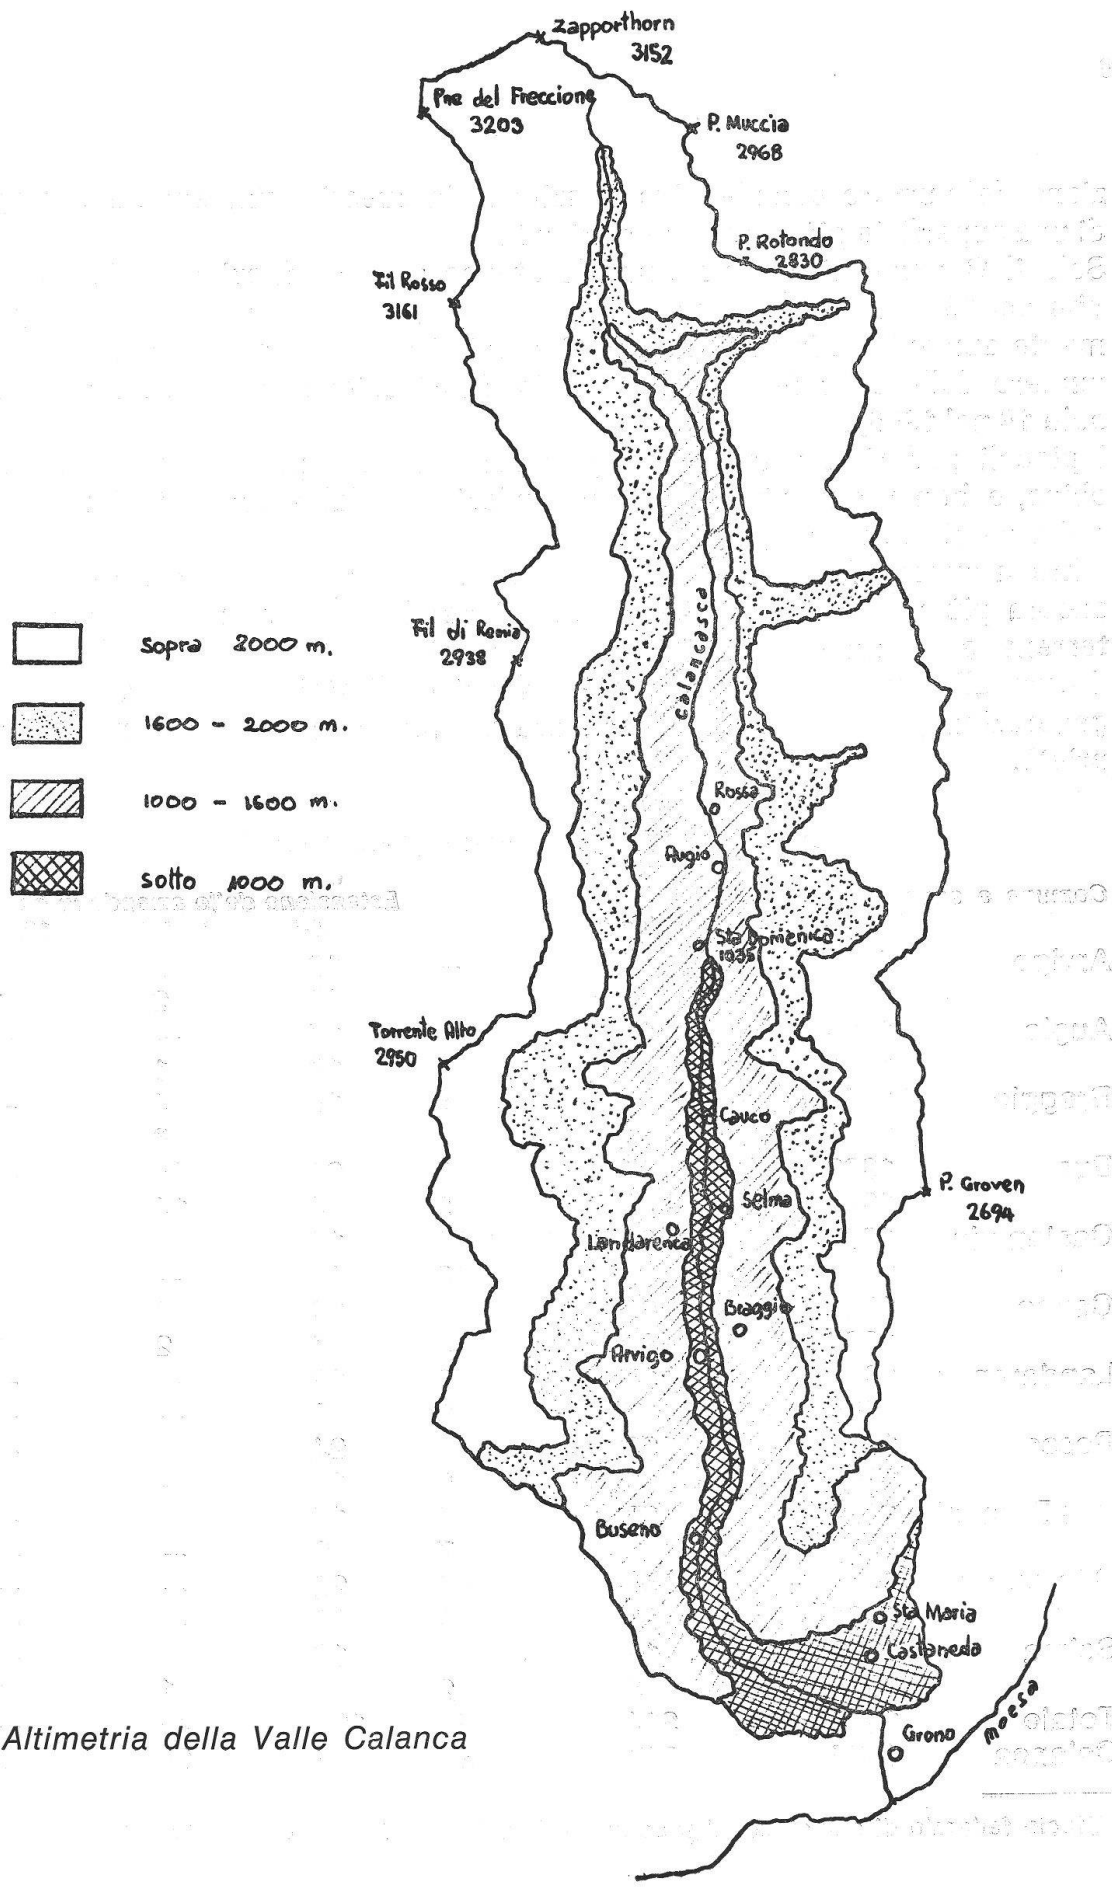 Zapporthorn
3152
Pne del Freccione
3203
P. Muccia
2968
P. Rotondo
2830
Fil Rosso
3161
Fil di Remia
2938
sopra 2000 m.
1600 - 2000 m.
1000 - 1600 m.
sotto 1000 m.
calancasca
Rossa
Augio
Sta Domenica
1035
Torrente Alto
2950
Cauco
Selma
P. Groven
2694
Landarenca
Braggio
Arvigo
Buseno
Sta Maria
Castaneda
moesa
Grono
Altimetria della Valle Calanca